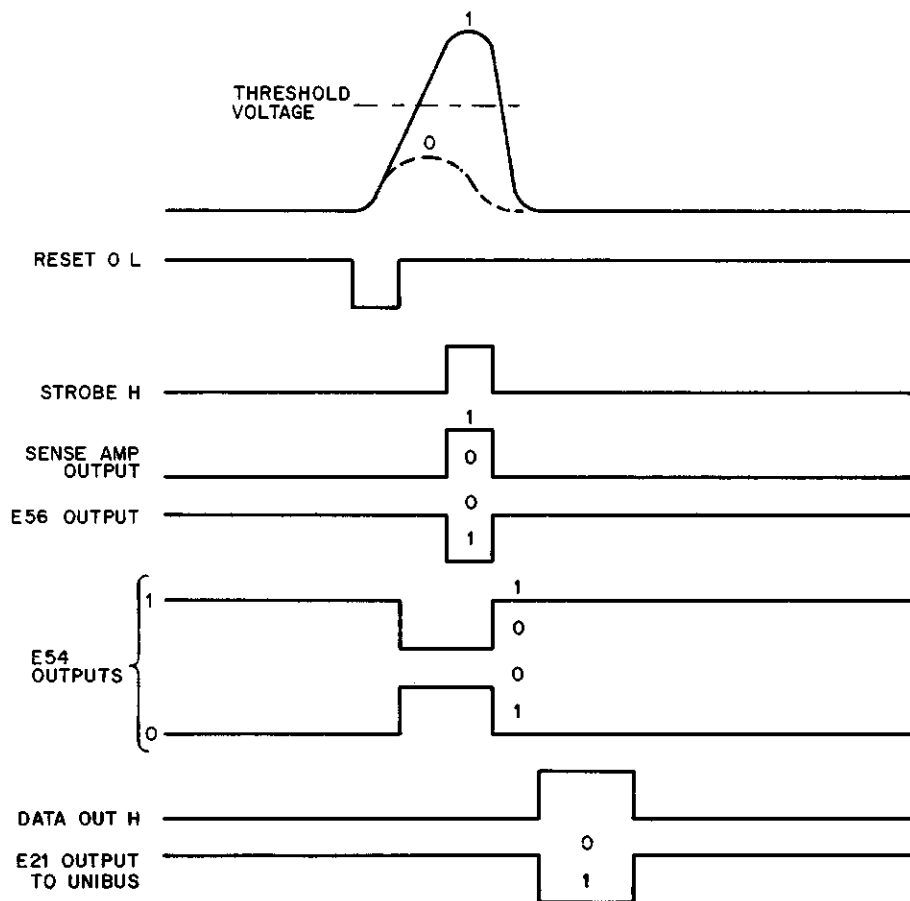 1
THRESHOLD
VOLTAGE
0
RESET 0 L
STROBE H
1
SENSE AMP
OUTPUT
0
0
E56 OUTPUT
1
1
1
0
E54
OUTPUTS
0
1
0
DATA OUT H
0
E21 OUTPUT
TO UNIBUS
1